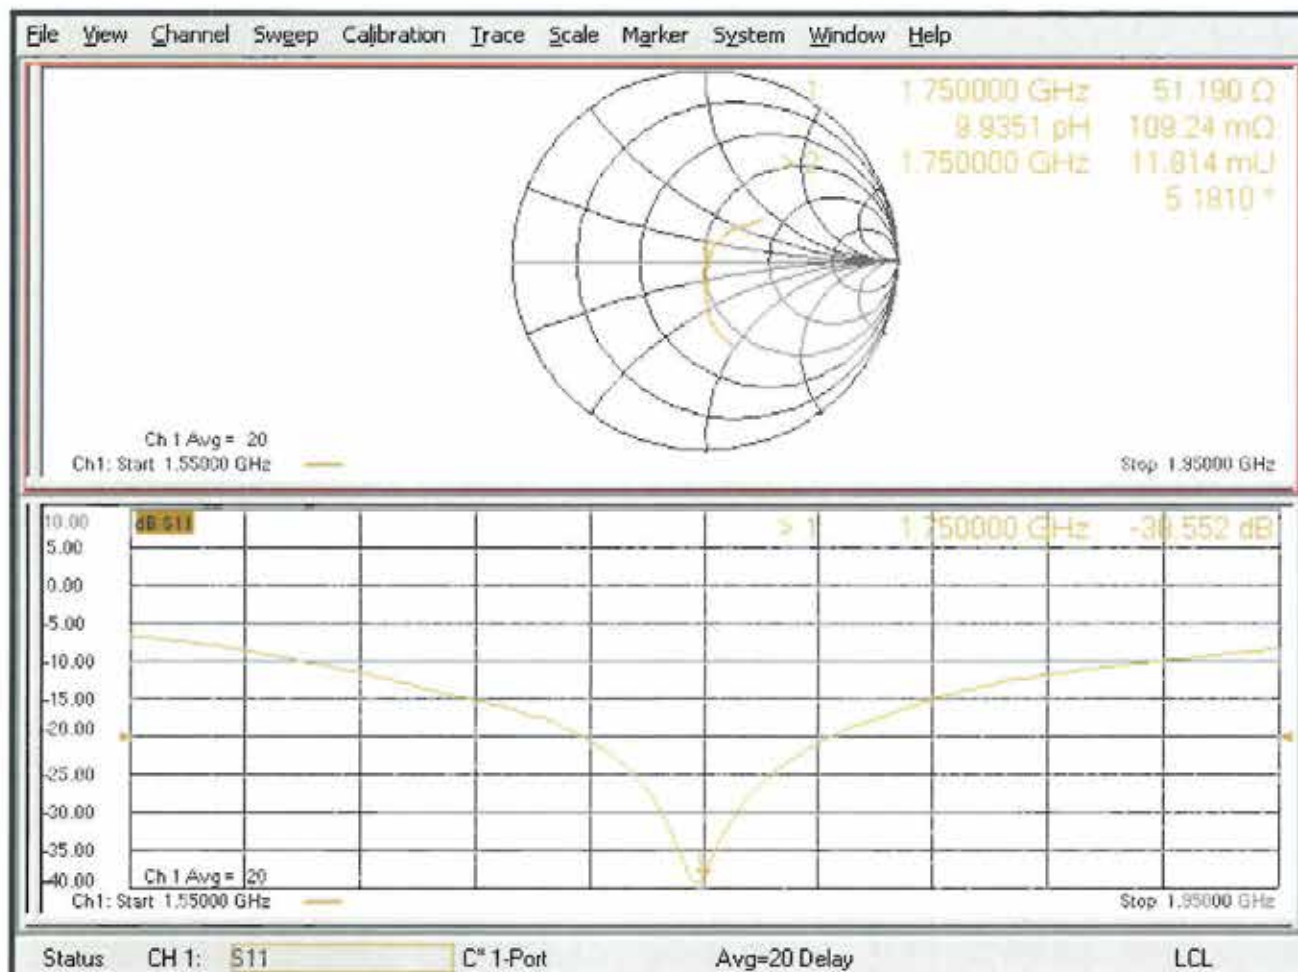 File View Channel Sweep Calibration Trace Scale Marker System Window Help
1: 1.750000 GHz 51.190 Ω
9.9351 pH 109.24 mΩ
> 2: 1.750000 GHz 11.814 mU
5.1810 °
Ch 1 Avg = 20
Ch1: Start 1.55000 GHz
Stop 1.95000 GHz
10.00 dB S11
> 1: 1.750000 GHz -38.552 dB
5.00
0.00
-5.00
-10.00
-15.00
-20.00
-25.00
-30.00
-35.00
-40.00
Ch 1 Avg = 20
Ch1: Start 1.55000 GHz
Stop 1.95000 GHz
Status CH 1: S11 C* 1-Port Avg=20 Delay LCL